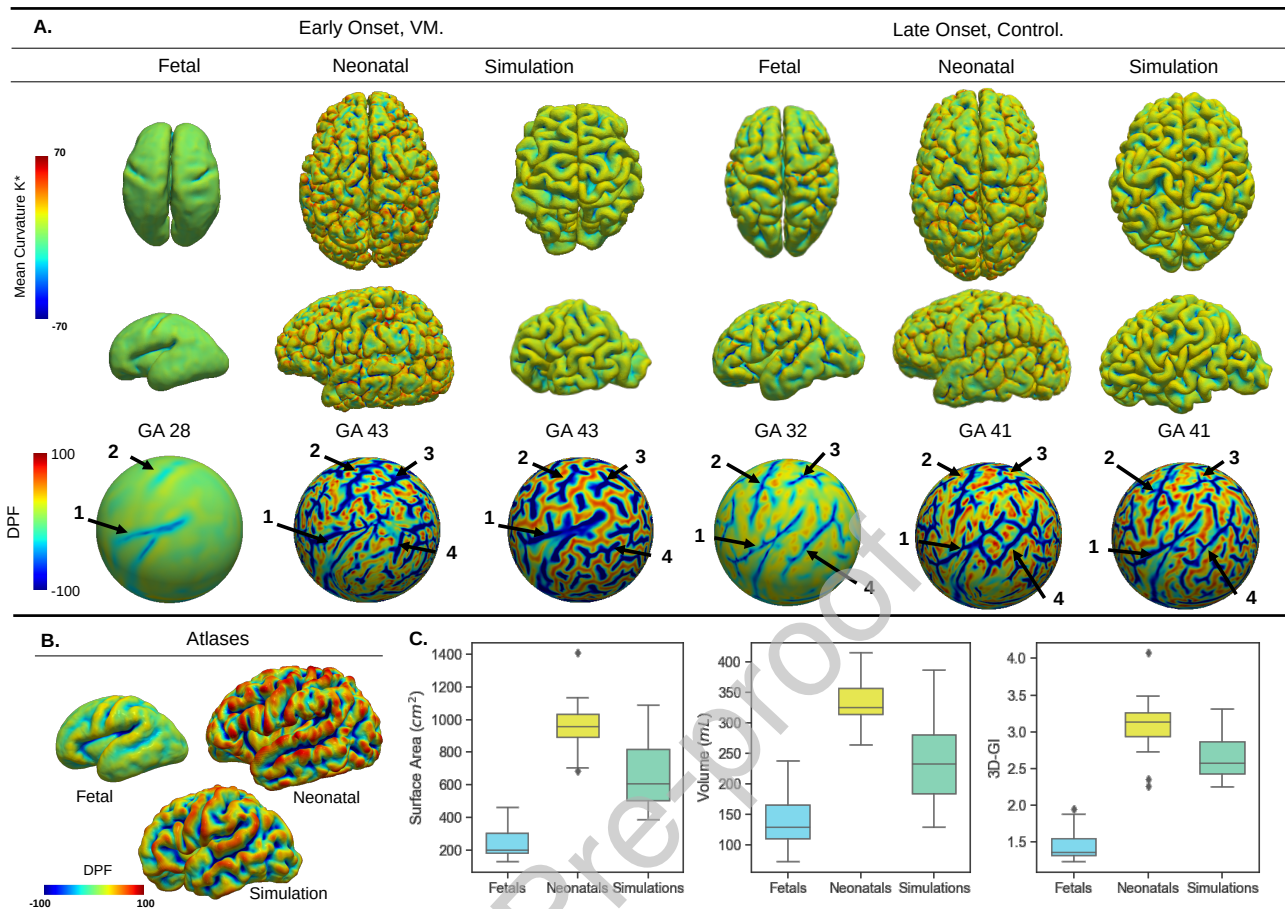 A. Early Onset, VM. Late Onset, Control.
Fetal Neonatal Simulation Fetal Neonatal Simulation
70
Mean Curvature K*
-70
GA 28 GA 43 GA 43 GA 32 GA 41 GA 41
100
DPF
-100
2 2 3 2 3 2 3 2 3 2 3
1 1 1 1 1 1
4 4 4 4 4
B. Atlases
Fetal Neonatal
Simulation
DPF
-100 100
C.
Surface Area (cm²)
1400
1200
1000
800
600
400
200
Fetals Neonatals Simulations
Volume (mL)
400
350
300
250
200
150
100
Fetals Neonatals Simulations
3D-GI
4.0
3.5
3.0
2.5
2.0
1.5
Fetals Neonatals Simulations
Pre-proof